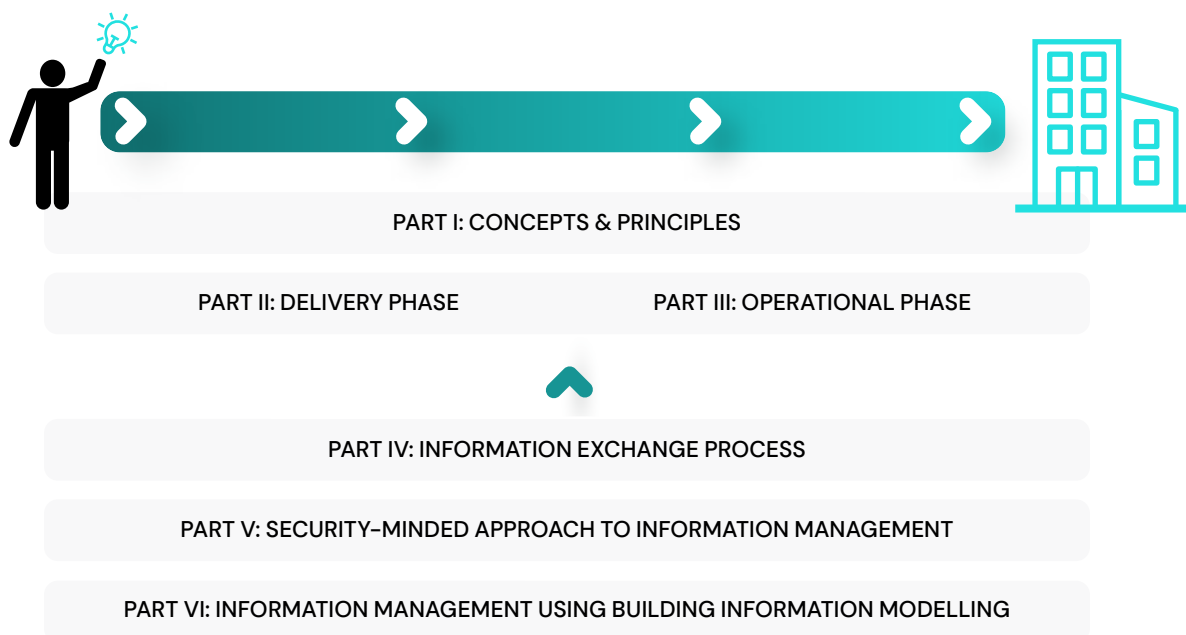 PART I: CONCEPTS & PRINCIPLES
PART II: DELIVERY PHASE
PART III: OPERATIONAL PHASE
PART IV: INFORMATION EXCHANGE PROCESS
PART V: SECURITY-MINDED APPROACH TO INFORMATION MANAGEMENT
PART VI: INFORMATION MANAGEMENT USING BUILDING INFORMATION MODELLING